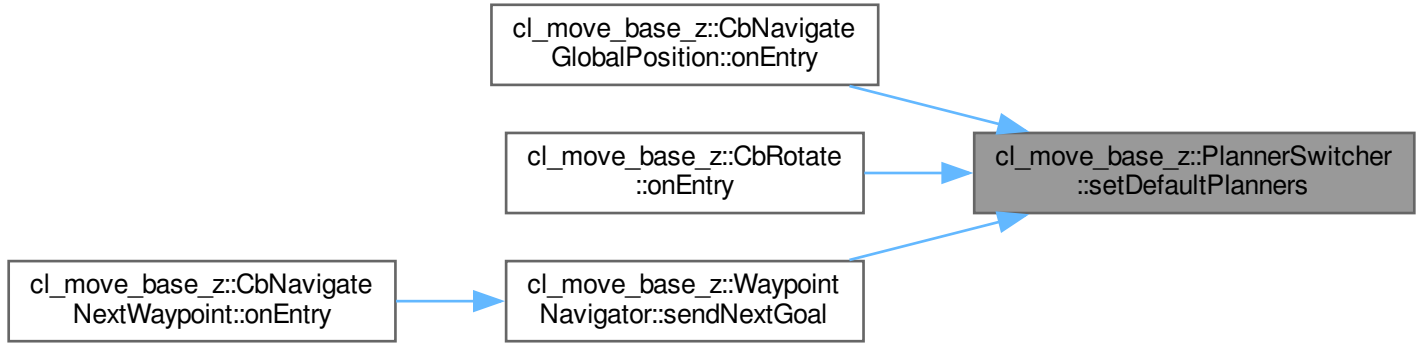 cl_move_base_z::CbNavigate
GlobalPosition::onEntry
cl_move_base_z::CbRotate
::onEntry
cl_move_base_z::PlannerSwitcher
::setDefaultPlanners
cl_move_base_z::CbNavigate
NextWaypoint::onEntry
cl_move_base_z::Waypoint
Navigator::sendNextGoal